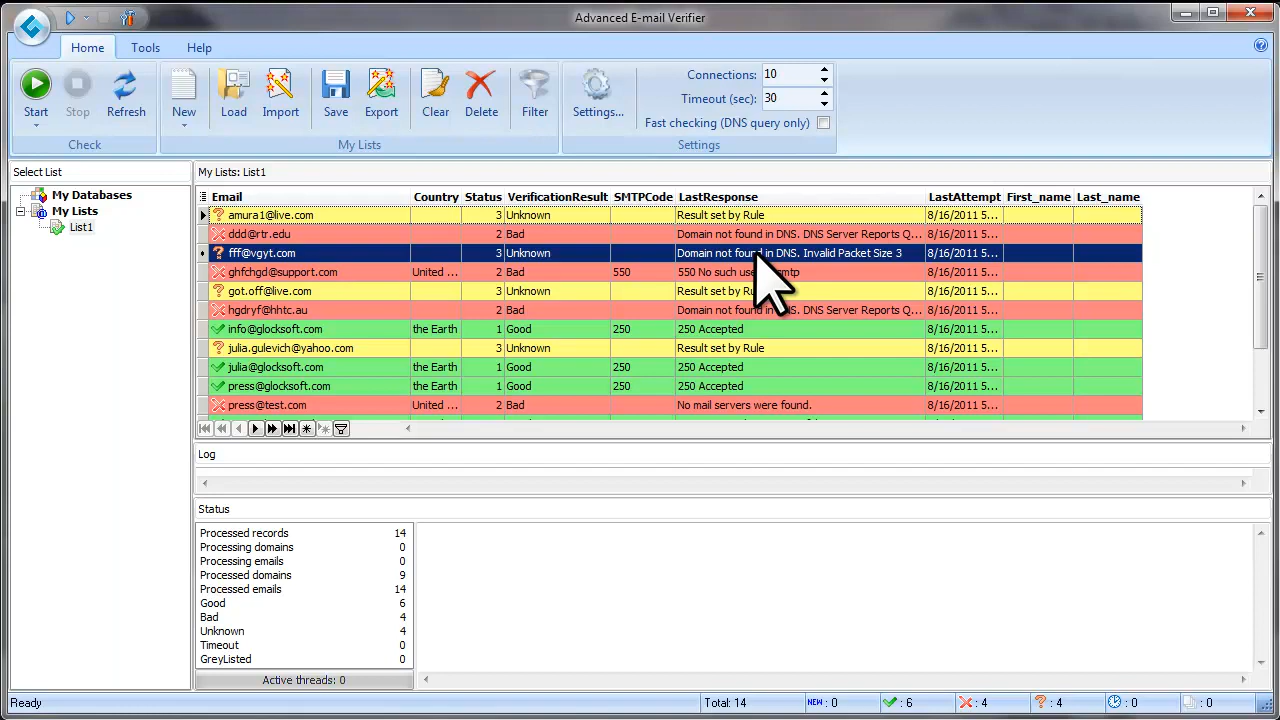 Advanced E-mail Verifier
Home Tools Help
Start Stop Refresh New Load Import Save Export Clear Delete Filter Settings...
Connections: 10
Timeout (sec): 30
Fast checking (DNS query only)
Check My Lists Settings
Select List
My Databases
My Lists
List1
My Lists: List1
Email Country Status VerificationResult SMTPCode LastResponse LastAttempt First_name Last_name
amura1@live.com 3 Unknown Result set by Rule 8/16/2011 5...
ddd@rtr.edu 2 Bad Domain not found in DNS. DNS Server Reports Q... 8/16/2011 5...
fff@vgyt.com 3 Unknown Domain not found in DNS. Invalid Packet Size 3 8/16/2011 5...
ghfchgd@support.com United ... 2 Bad 550 550 No such 8/16/2011 5...
got.off@live.com 3 Unknown Result set by 8/16/2011 5...
hgdryf@hhtc.au 2 Bad Domain not found in DNS. DNS Server Reports Q... 8/16/2011 5...
info@glocksoft.com the Earth 1 Good 250 250 Accepted 8/16/2011 5...
julia.gulevich@yahoo.com 3 Unknown Result set by Rule 8/16/2011 5...
julia@glocksoft.com the Earth 1 Good 250 250 Accepted 8/16/2011 5...
press@glocksoft.com the Earth 1 Good 250 250 Accepted 8/16/2011 5...
press@test.com United ... 2 Bad No mail servers were found. 8/16/2011 5...
Log
Status
Processed records 14
Processing domains 0
Processing emails 0
Processed domains 9
Processed emails 14
Good 6
Bad 4
Unknown 4
Timeout 0
GreyListed 0
Active threads: 0
Ready Total: 14 NEW : 0 : 6 : 4 : 4 : 0 : 0